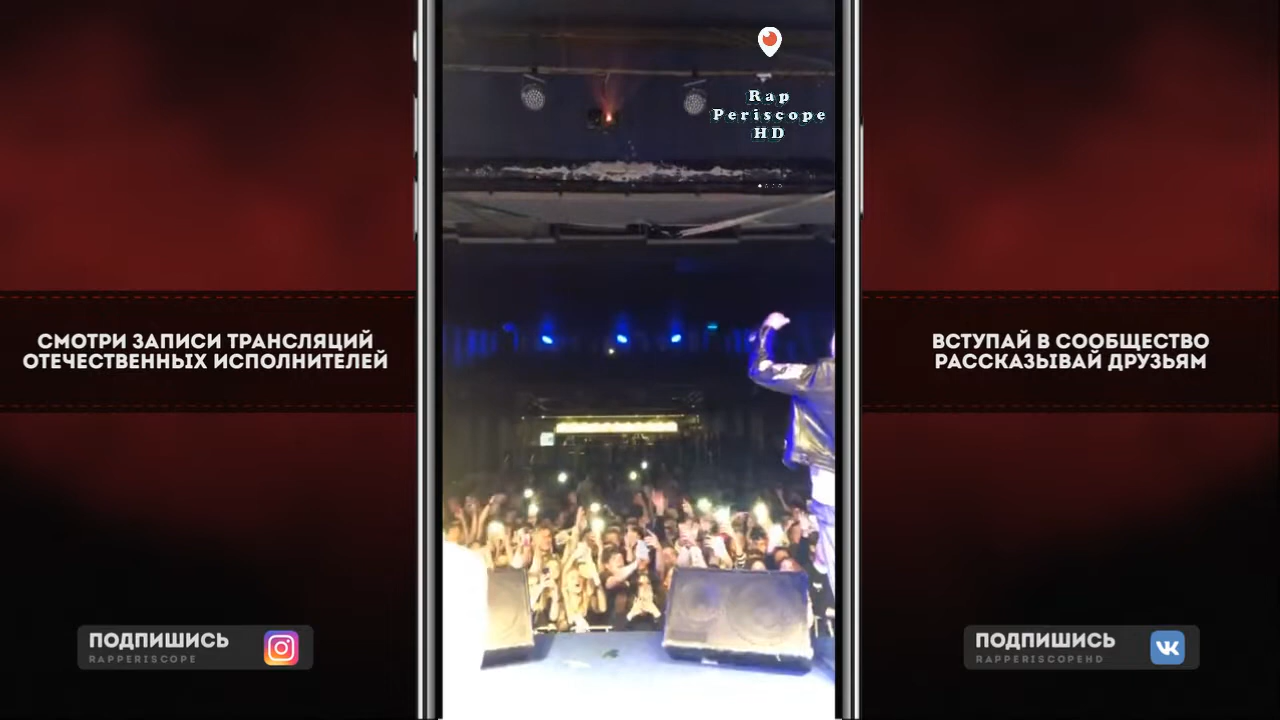 Rap
Periscope
HD
СМОТРИ ЗАПИСИ ТРАНСЛЯЦИЙ
ОТЕЧЕСТВЕННЫХ ИСПОЛНИТЕЛЕЙ
ВСТУПАЙ В СООБЩЕСТВО
РАССКАЗЫВАЙ ДРУЗЬЯМ
ПОДПИШИСЬ
RAPPERISCOPE
ПОДПИШИСЬ
RAPPERISCOPEHD